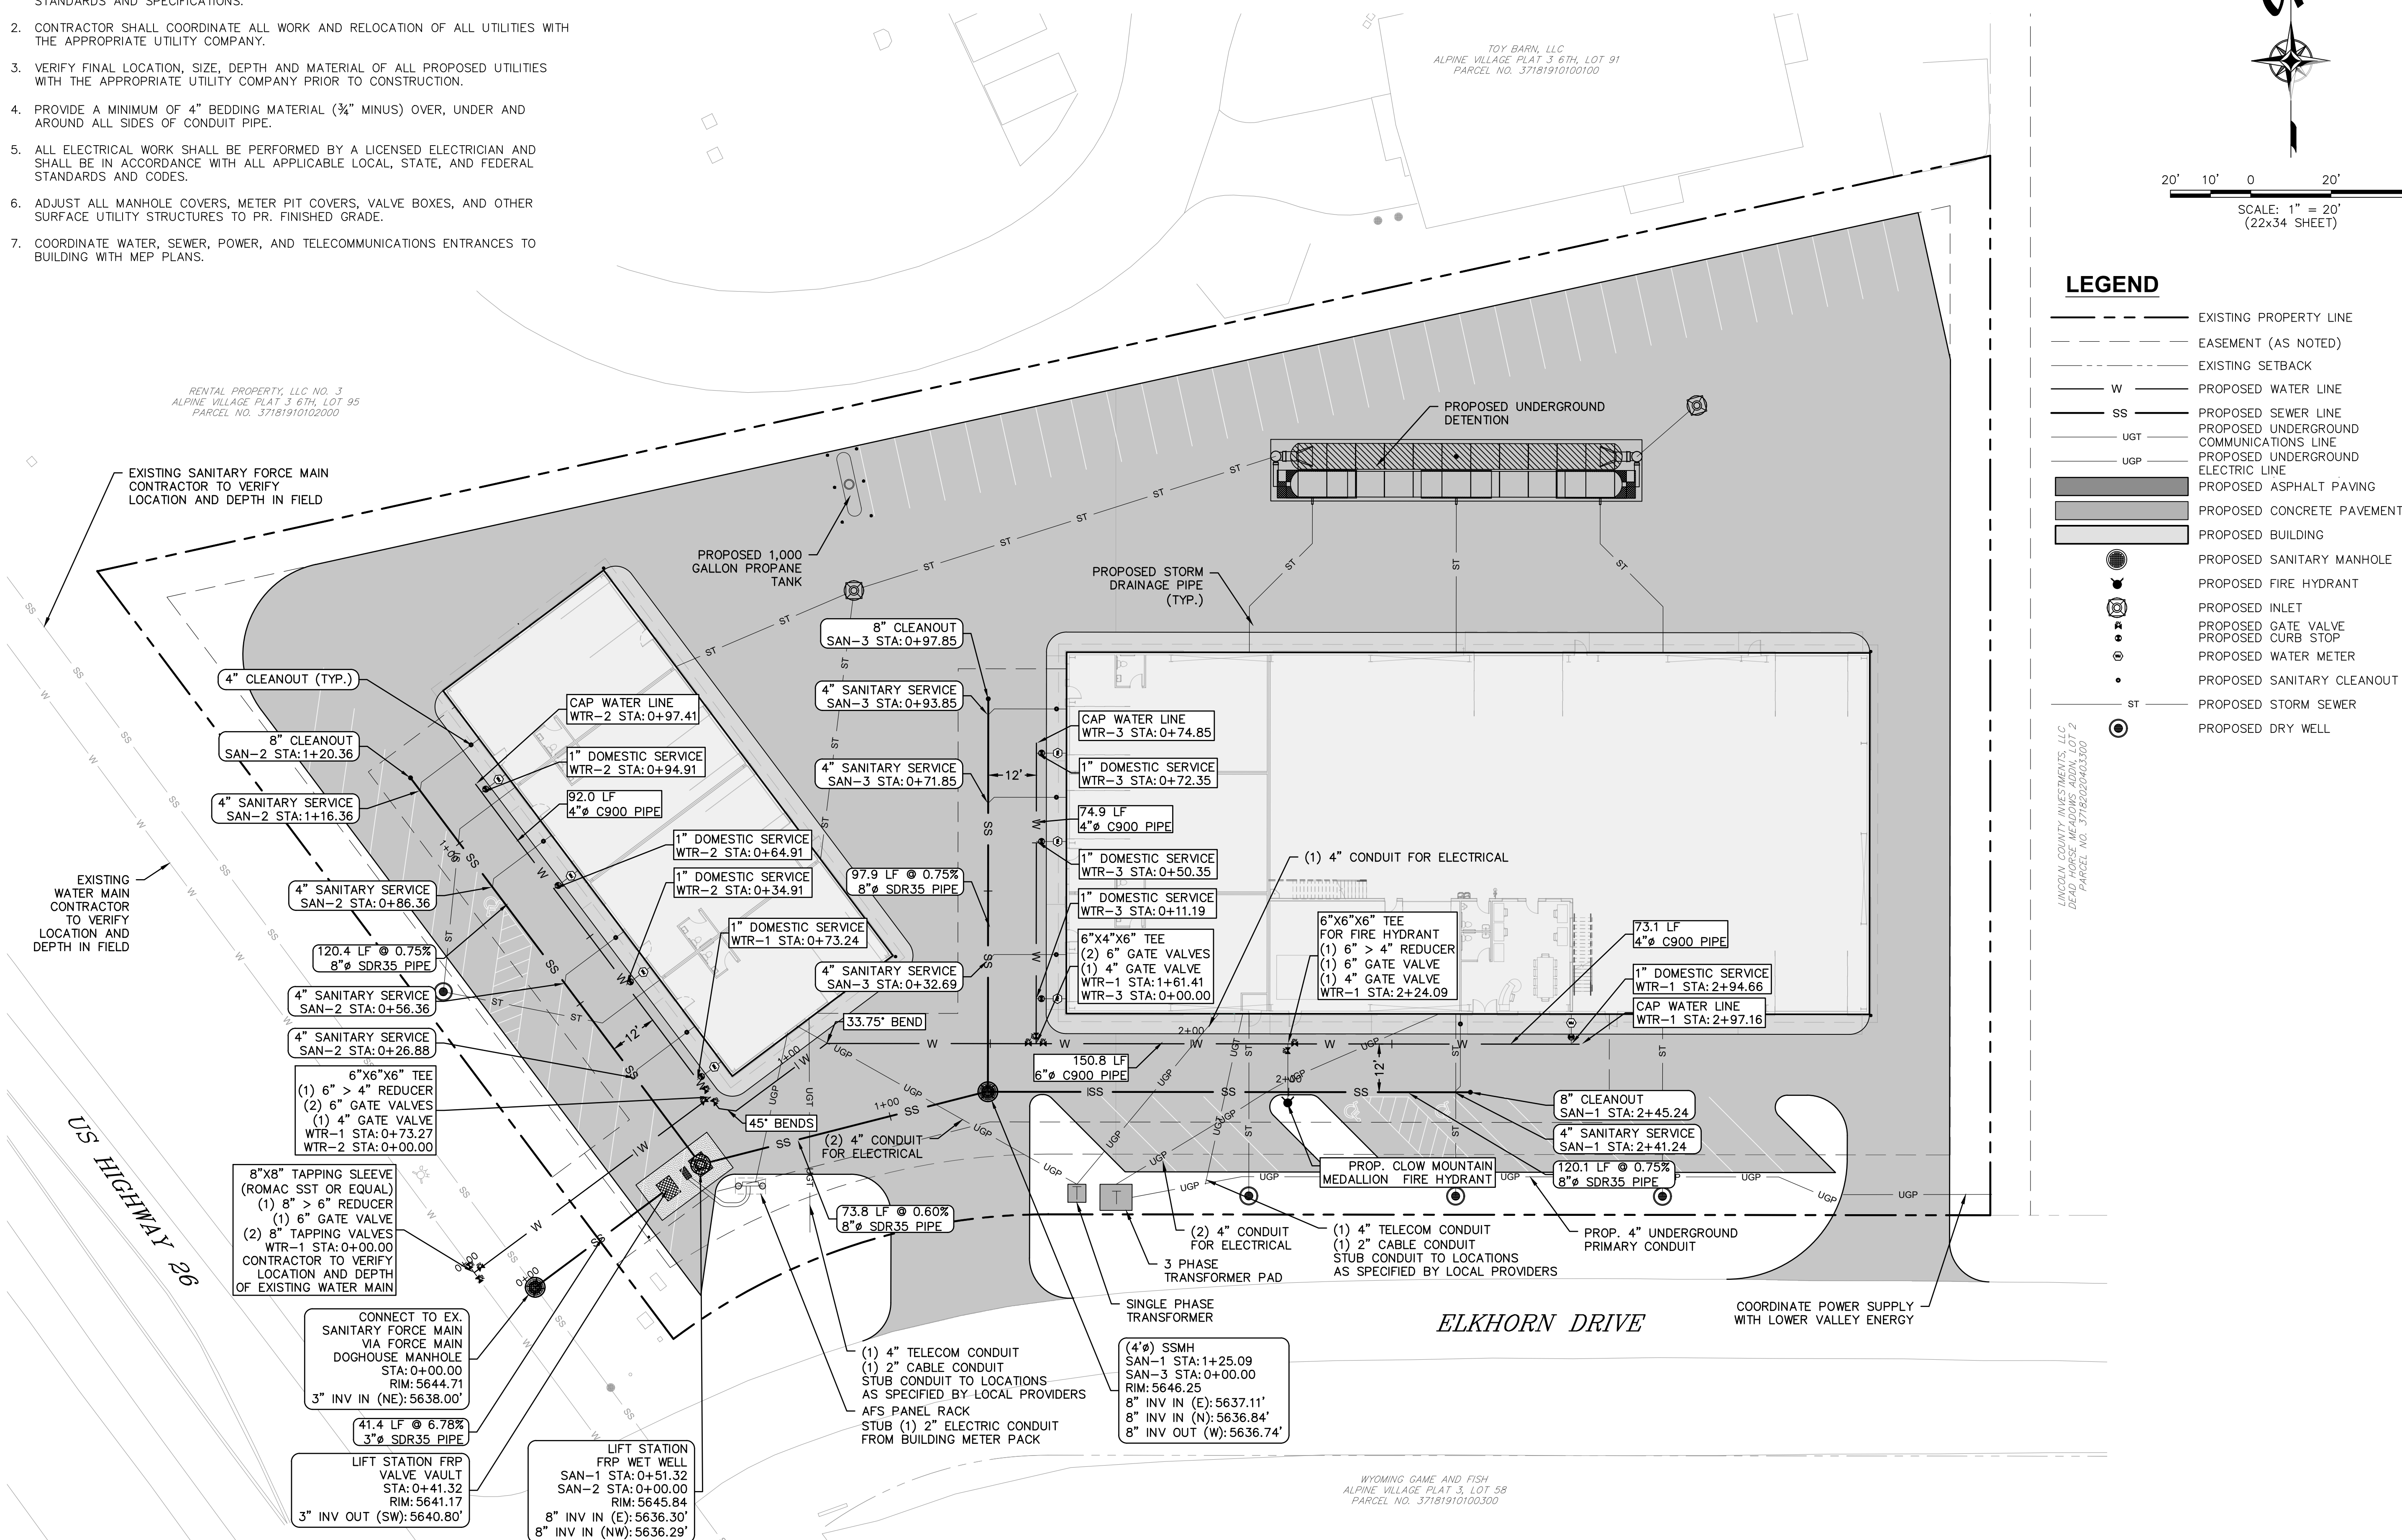 STANDARDS AND SPECIFICATIONS.
2. CONTRACTOR SHALL COORDINATE ALL WORK AND RELOCATION OF ALL UTILITIES WITH
THE APPROPRIATE UTILITY COMPANY.
3. VERIFY FINAL LOCATION, SIZE, DEPTH AND MATERIAL OF ALL PROPOSED UTILITIES
WITH THE APPROPRIATE UTILITY COMPANY PRIOR TO CONSTRUCTION.
4. PROVIDE A MINIMUM OF 4" BEDDING MATERIAL (¾" MINUS) OVER, UNDER AND
AROUND ALL SIDES OF CONDUIT PIPE.
5. ALL ELECTRICAL WORK SHALL BE PERFORMED BY A LICENSED ELECTRICIAN AND
SHALL BE IN ACCORDANCE WITH ALL APPLICABLE LOCAL, STATE, AND FEDERAL
STANDARDS AND CODES.
6. ADJUST ALL MANHOLE COVERS, METER PIT COVERS, VALVE BOXES, AND OTHER
SURFACE UTILITY STRUCTURES TO PR. FINISHED GRADE.
7. COORDINATE WATER, SEWER, POWER, AND TELECOMMUNICATIONS ENTRANCES TO
BUILDING WITH MEP PLANS.
TOY BARN, LLC
ALPINE VILLAGE PLAT 3 6TH, LOT 91
PARCEL NO. 37181910100100
20' 10' 0 20'
SCALE: 1" = 20'
(22x34 SHEET)
LEGEND
EXISTING PROPERTY LINE
EASEMENT (AS NOTED)
EXISTING SETBACK
W PROPOSED WATER LINE
SS PROPOSED SEWER LINE
UGT PROPOSED UNDERGROUND
COMMUNICATIONS LINE
UGP PROPOSED UNDERGROUND
ELECTRIC LINE
PROPOSED ASPHALT PAVING
PROPOSED CONCRETE PAVEMENT
PROPOSED BUILDING
PROPOSED SANITARY MANHOLE
PROPOSED FIRE HYDRANT
PROPOSED INLET
PROPOSED GATE VALVE
PROPOSED CURB STOP
PROPOSED WATER METER
PROPOSED SANITARY CLEANOUT
ST PROPOSED STORM SEWER
PROPOSED DRY WELL
LINCOLN COUNTY INVESTMENTS, LLC
DEAD HORSE MEADOWS ADDN, LOT 2
PARCEL NO. 37182020403300
RENTAL PROPERTY, LLC NO. 3
ALPINE VILLAGE PLAT 3 6TH, LOT 95
PARCEL NO. 37181910102000
EXISTING SANITARY FORCE MAIN
CONTRACTOR TO VERIFY
LOCATION AND DEPTH IN FIELD
PROPOSED UNDERGROUND
DETENTION
PROPOSED 1,000
GALLON PROPANE
TANK
PROPOSED STORM
DRAINAGE PIPE
(TYP.)
4" CLEANOUT (TYP.)
8" CLEANOUT
SAN-2 STA: 1+20.36
4" SANITARY SERVICE
SAN-2 STA: 1+16.36
EXISTING
WATER MAIN
CONTRACTOR
TO VERIFY
LOCATION AND
DEPTH IN FIELD
4" SANITARY SERVICE
SAN-2 STA: 0+86.36
120.4 LF @ 0.75%
8"ø SDR35 PIPE
4" SANITARY SERVICE
SAN-2 STA: 0+56.36
4" SANITARY SERVICE
SAN-2 STA: 0+26.88
6"X6"X6" TEE
(1) 6" > 4" REDUCER
(2) 6" GATE VALVES
(1) 4" GATE VALVE
WTR-1 STA: 0+73.27
WTR-2 STA: 0+00.00
8"X8" TAPPING SLEEVE
(ROMAC SST OR EQUAL)
(1) 8" > 6" REDUCER
(1) 6" GATE VALVE
(2) 8" TAPPING VALVES
WTR-1 STA: 0+00.00
CONTRACTOR TO VERIFY
LOCATION AND DEPTH
OF EXISTING WATER MAIN
CONNECT TO EX.
SANITARY FORCE MAIN
VIA FORCE MAIN
DOGHOUSE MANHOLE
STA: 0+00.00
RIM: 5644.71
3" INV IN (NE): 5638.00'
41.4 LF @ 6.78%
3"ø SDR35 PIPE
LIFT STATION FRP
VALVE VAULT
STA: 0+41.32
RIM: 5641.17
3" INV OUT (SW): 5640.80'
LIFT STATION
FRP WET WELL
SAN-1 STA: 0+51.32
SAN-2 STA: 0+00.00
RIM: 5645.84
8" INV IN (E): 5636.30'
8" INV IN (NW): 5636.29'
CAP WATER LINE
WTR-2 STA: 0+97.41
1" DOMESTIC SERVICE
WTR-2 STA: 0+94.91
92.0 LF
4"ø C900 PIPE
1" DOMESTIC SERVICE
WTR-2 STA: 0+64.91
1" DOMESTIC SERVICE
WTR-2 STA: 0+34.91
1" DOMESTIC SERVICE
WTR-1 STA: 0+73.24
33.75° BEND
45° BENDS
8" CLEANOUT
SAN-3 STA: 0+97.85
4" SANITARY SERVICE
SAN-3 STA: 0+93.85
4" SANITARY SERVICE
SAN-3 STA: 0+71.85
97.9 LF @ 0.75%
8"ø SDR35 PIPE
4" SANITARY SERVICE
SAN-3 STA: 0+32.69
12'
12'
12'
CAP WATER LINE
WTR-3 STA: 0+74.85
1" DOMESTIC SERVICE
WTR-3 STA: 0+72.35
74.9 LF
4"ø C900 PIPE
1" DOMESTIC SERVICE
WTR-3 STA: 0+50.35
1" DOMESTIC SERVICE
WTR-3 STA: 0+11.19
6"X4"X6" TEE
(2) 6" GATE VALVES
(1) 4" GATE VALVE
WTR-1 STA: 1+61.41
WTR-3 STA: 0+00.00
(1) 4" CONDUIT FOR ELECTRICAL
6"X6"X6" TEE
FOR FIRE HYDRANT
(1) 6" > 4" REDUCER
(1) 6" GATE VALVE
(1) 4" GATE VALVE
WTR-1 STA: 2+24.09
73.1 LF
4"ø C900 PIPE
1" DOMESTIC SERVICE
WTR-1 STA: 2+94.66
CAP WATER LINE
WTR-1 STA: 2+97.16
150.8 LF
6"ø C900 PIPE
8" CLEANOUT
SAN-1 STA: 2+45.24
4" SANITARY SERVICE
SAN-1 STA: 2+41.24
120.1 LF @ 0.75%
8"ø SDR35 PIPE
PROP. CLOW MOUNTAIN
MEDALLION FIRE HYDRANT
(2) 4" CONDUIT
FOR ELECTRICAL
73.8 LF @ 0.60%
8"ø SDR35 PIPE
(2) 4" CONDUIT
FOR ELECTRICAL
3 PHASE
TRANSFORMER PAD
SINGLE PHASE
TRANSFORMER
(1) 4" TELECOM CONDUIT
(1) 2" CABLE CONDUIT
STUB CONDUIT TO LOCATIONS
AS SPECIFIED BY LOCAL PROVIDERS
PROP. 4" UNDERGROUND
PRIMARY CONDUIT
COORDINATE POWER SUPPLY
WITH LOWER VALLEY ENERGY
(1) 4" TELECOM CONDUIT
(1) 2" CABLE CONDUIT
STUB CONDUIT TO LOCATIONS
AS SPECIFIED BY LOCAL PROVIDERS
AFS PANEL RACK
STUB (1) 2" ELECTRIC CONDUIT
FROM BUILDING METER PACK
(4'ø) SSMH
SAN-1 STA: 1+25.09
SAN-3 STA: 0+00.00
RIM: 5646.25
8" INV IN (E): 5637.11'
8" INV IN (N): 5636.84'
8" INV OUT (W): 5636.74'
US HIGHWAY 26
ELKHORN DRIVE
WYOMING GAME AND FISH
ALPINE VILLAGE PLAT 3, LOT 58
PARCEL NO. 37181910100300
0+00
0+00
1+00
1+00
1+00
2+00
2+00